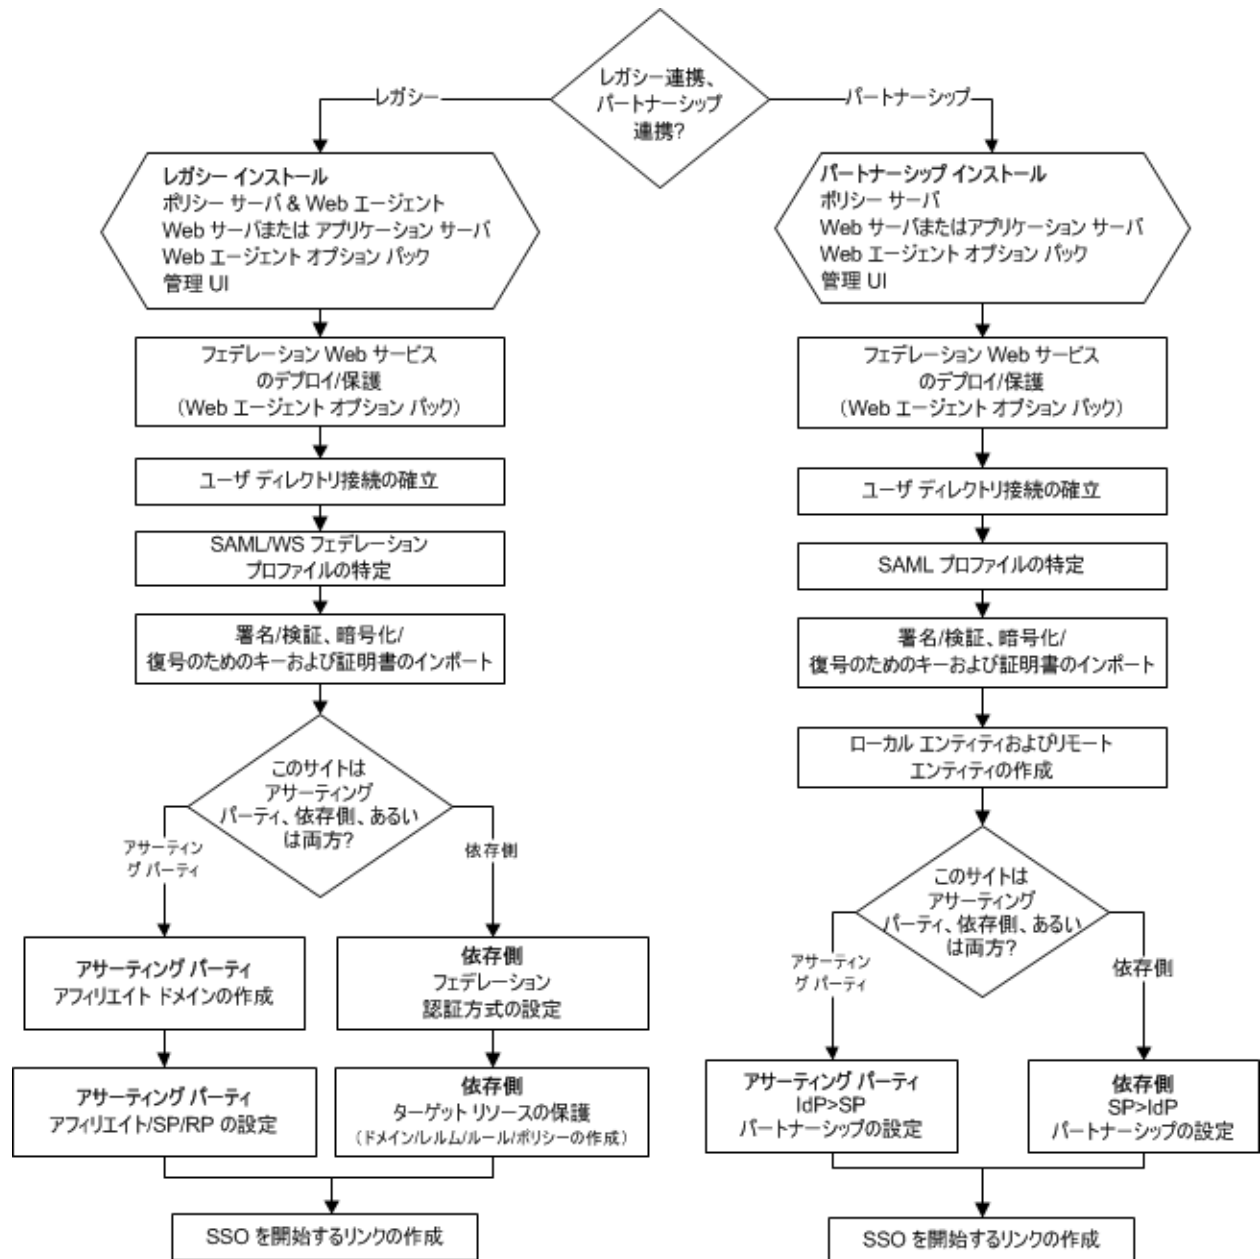 レガシー連携、
パートナーシップ
連携?
レガシー
パートナーシップ
レガシー インストール
ポリシー サーバ & Web エージェント
Web サーバまたは アプリケーション サーバ
Web エージェント オプション パック
管理 UI
フェデレーション Web サービス
のデプロイ/保護
（Web エージェント オプション パック）
ユーザ ディレクトリ接続の確立
SAML/WS フェデレーション
プロファイルの特定
署名/検証、暗号化/
復号のためのキーおよび証明書のインポート
このサイトは
アサーティング
パーティ、依存側、あるい
は両方?
アサーティン
グ パーティ
依存側
アサーティング パーティ
アフィリエイト ドメインの作成
依存側
フェデレーション
認証方式の設定
アサーティング パーティ
アフィリエイト/SP/RP の設定
依存側
ターゲット リソースの保護
（ドメイン/レルム/ルール/ポリシーの作成）
SSO を開始するリンクの作成
パートナーシップ インストール
ポリシー サーバ
Web サーバまたはアプリケーション サーバ
Web エージェント オプション パック
管理 UI
フェデレーション Web サービス
のデプロイ/保護
（Web エージェント オプション パック）
ユーザ ディレクトリ接続の確立
SAML プロファイルの特定
署名/検証、暗号化/
復号のためのキーおよび証明書のインポート
ローカル エンティティおよびリモート
エンティティの作成
このサイトは
アサーティング
パーティ、依存側、あるい
は両方?
アサーティン
グ パーティ
依存側
アサーティング パーティ
IdP>SP
パートナーシップの設定
依存側
SP>IdP
パートナーシップの設定
SSO を開始するリンクの作成